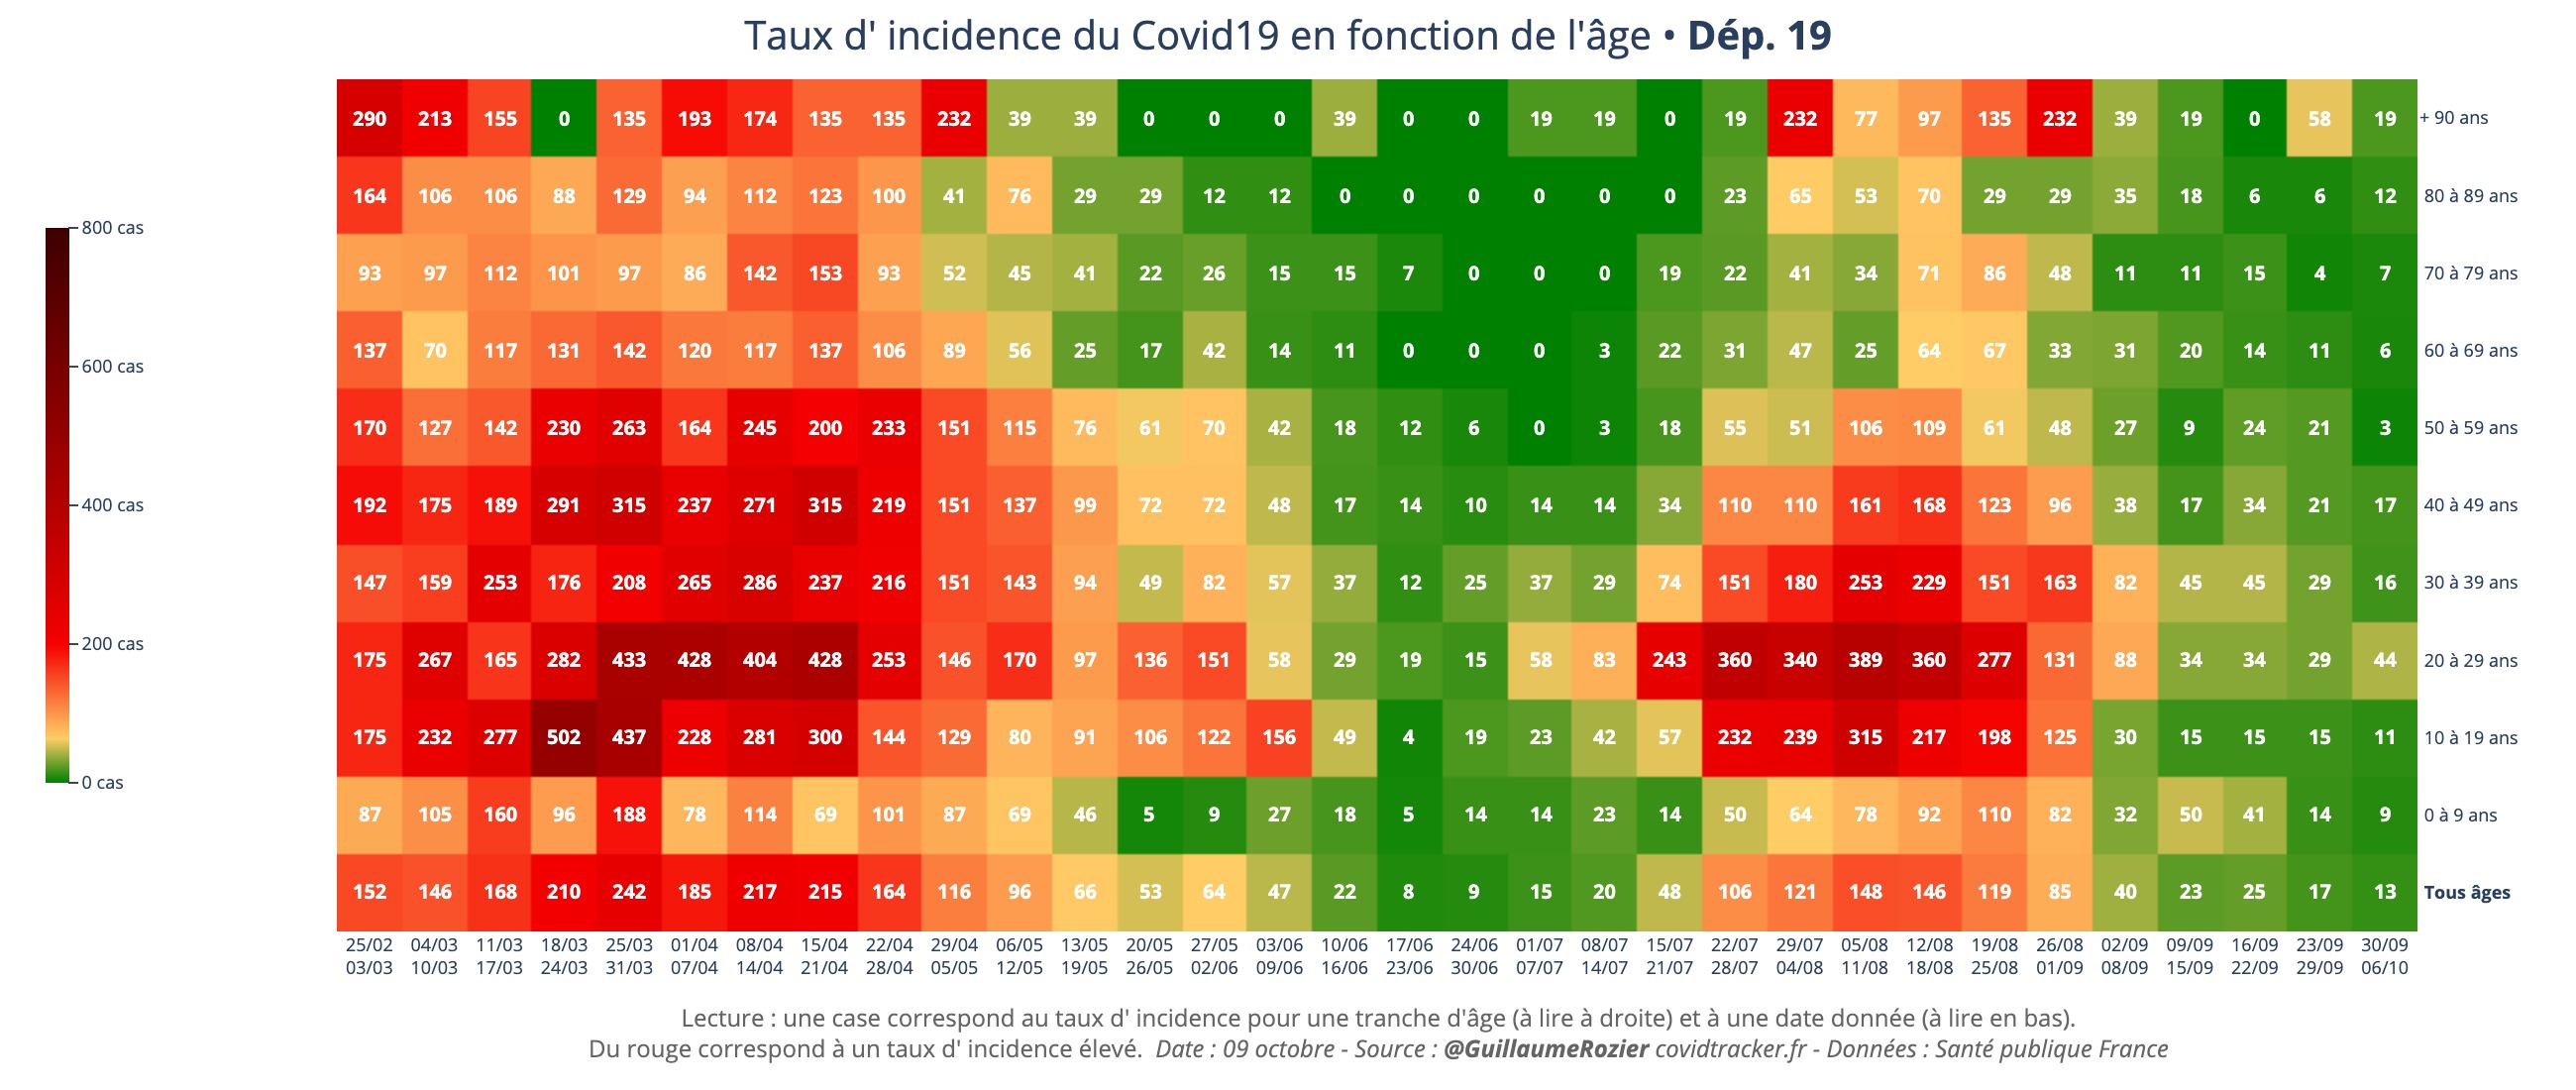 Taux d' incidence du Covid19 en fonction de l'âge • Dép. 19
290 213 155 0 135 193 174 135 135 232 39 39 0 0 0 39 0 0 19 19 0 19 232 77 97 135 232 39 19 0 58 19 + 90 ans
164 106 106 88 129 94 112 123 100 41 76 29 29 12 12 0 0 0 0 0 0 23 65 53 70 29 29 35 18 6 6 12 80 à 89 ans
93 97 112 101 97 86 142 153 93 52 45 41 22 26 15 15 7 0 0 0 19 22 41 34 71 86 48 11 11 15 4 7 70 à 79 ans
137 70 117 131 142 120 117 137 106 89 56 25 17 42 14 11 0 0 0 3 22 31 47 25 64 67 33 31 20 14 11 6 60 à 69 ans
170 127 142 230 263 164 245 200 233 151 115 76 61 70 42 18 12 6 0 3 18 55 51 106 109 61 48 27 9 24 21 3 50 à 59 ans
192 175 189 291 315 237 271 315 219 151 137 99 72 72 48 17 14 10 14 14 34 110 110 161 168 123 96 38 17 34 21 17 40 à 49 ans
147 159 253 176 208 265 286 237 216 151 143 94 49 82 57 37 12 25 37 29 74 151 180 253 229 151 163 82 45 45 29 16 30 à 39 ans
175 267 165 282 433 428 404 428 253 146 170 97 136 151 58 29 19 15 58 83 243 360 340 389 360 277 131 88 34 34 29 44 20 à 29 ans
175 232 277 502 437 228 281 300 144 129 80 91 106 122 156 49 4 19 23 42 57 232 239 315 217 198 125 30 15 15 15 11 10 à 19 ans
87 105 160 96 188 78 114 69 101 87 69 46 5 9 27 18 5 14 14 23 14 50 64 78 92 110 82 32 50 41 14 9 0 à 9 ans
152 146 168 210 242 185 217 215 164 116 96 66 53 64 47 22 8 9 15 20 48 106 121 148 146 119 85 40 23 25 17 13 Tous âges
25/02 04/03 11/03 18/03 25/03 01/04 08/04 15/04 22/04 29/04 06/05 13/05 20/05 27/05 03/06 10/06 17/06 24/06 01/07 08/07 15/07 22/07 29/07 05/08 12/08 19/08 26/08 02/09 09/09 16/09 23/09 30/09
03/03 10/03 17/03 24/03 31/03 07/04 14/04 21/04 28/04 05/05 12/05 19/05 26/05 02/06 09/06 16/06 23/06 30/06 07/07 14/07 21/07 28/07 04/08 11/08 18/08 25/08 01/09 08/09 15/09 22/09 29/09 06/10
800 cas
600 cas
400 cas
200 cas
0 cas
Lecture : une case correspond au taux d' incidence pour une tranche d'âge (à lire à droite) et à une date donnée (à lire en bas).
Du rouge correspond à un taux d' incidence élevé. Date : 09 octobre - Source : @GuillaumeRozier covidtracker.fr - Données : Santé publique France